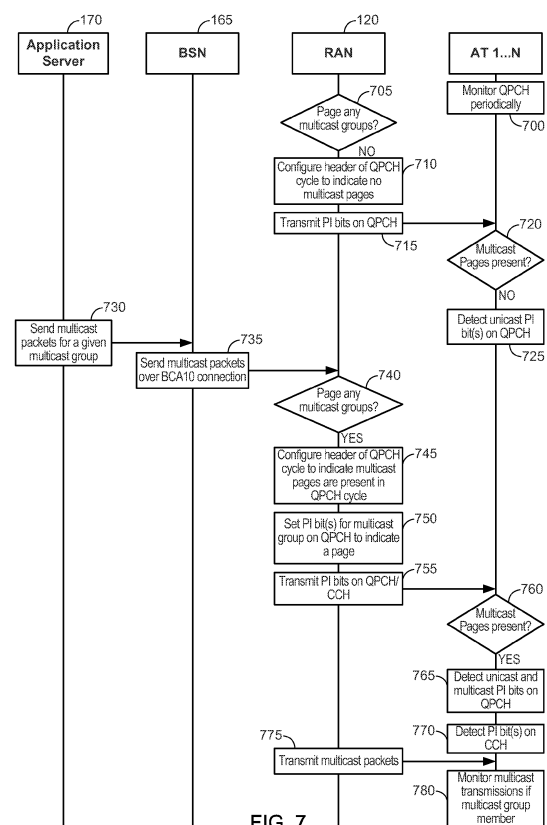 170
165
120
Application
Server
BSN
RAN
AT 1...N
Monitor QPCH
periodically
700
705
Page any
multicast groups?
NO
Configure header of QPCH
cycle to indicate no
multicast pages
710
Transmit PI bits on QPCH
715
720
Multicast
Pages present?
NO
Detect unicast PI
bit(s) on QPCH
725
730
Send multicast
packets for a given
multicast group
735
Send multicast packets
over BCA10 connection
740
Page any
multicast groups?
YES
Configure header of QPCH
cycle to indicate multicast
pages are present in
QPCH cycle
745
Set PI bit(s) for multicast
group on QPCH to indicate
a page
750
755
Transmit PI bits on QPCH/
CCH
760
Multicast
Pages present?
YES
765
Detect unicast and
multicast PI bits on
QPCH
770
Detect PI bit(s) on
CCH
775
Transmit multicast packets
780
Monitor multicast
transmissions if
multicast group
member
FIG. 7